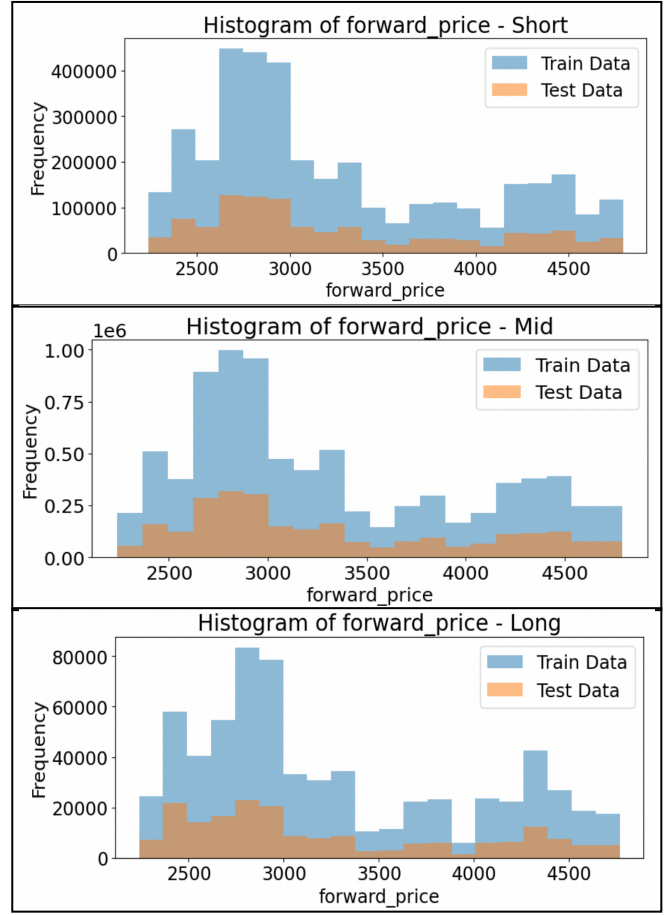 Histogram of forward_price - Short
Train Data
Test Data
400000
300000
200000
100000
0
Frequency
2500 3000 3500 4000 4500
forward_price
1e6
Histogram of forward_price - Mid
Train Data
Test Data
1.00
0.75
0.50
0.25
0.00
Frequency
2500 3000 3500 4000 4500
forward_price
Histogram of forward_price - Long
Train Data
Test Data
80000
60000
40000
20000
0
Frequency
2500 3000 3500 4000 4500
forward_price